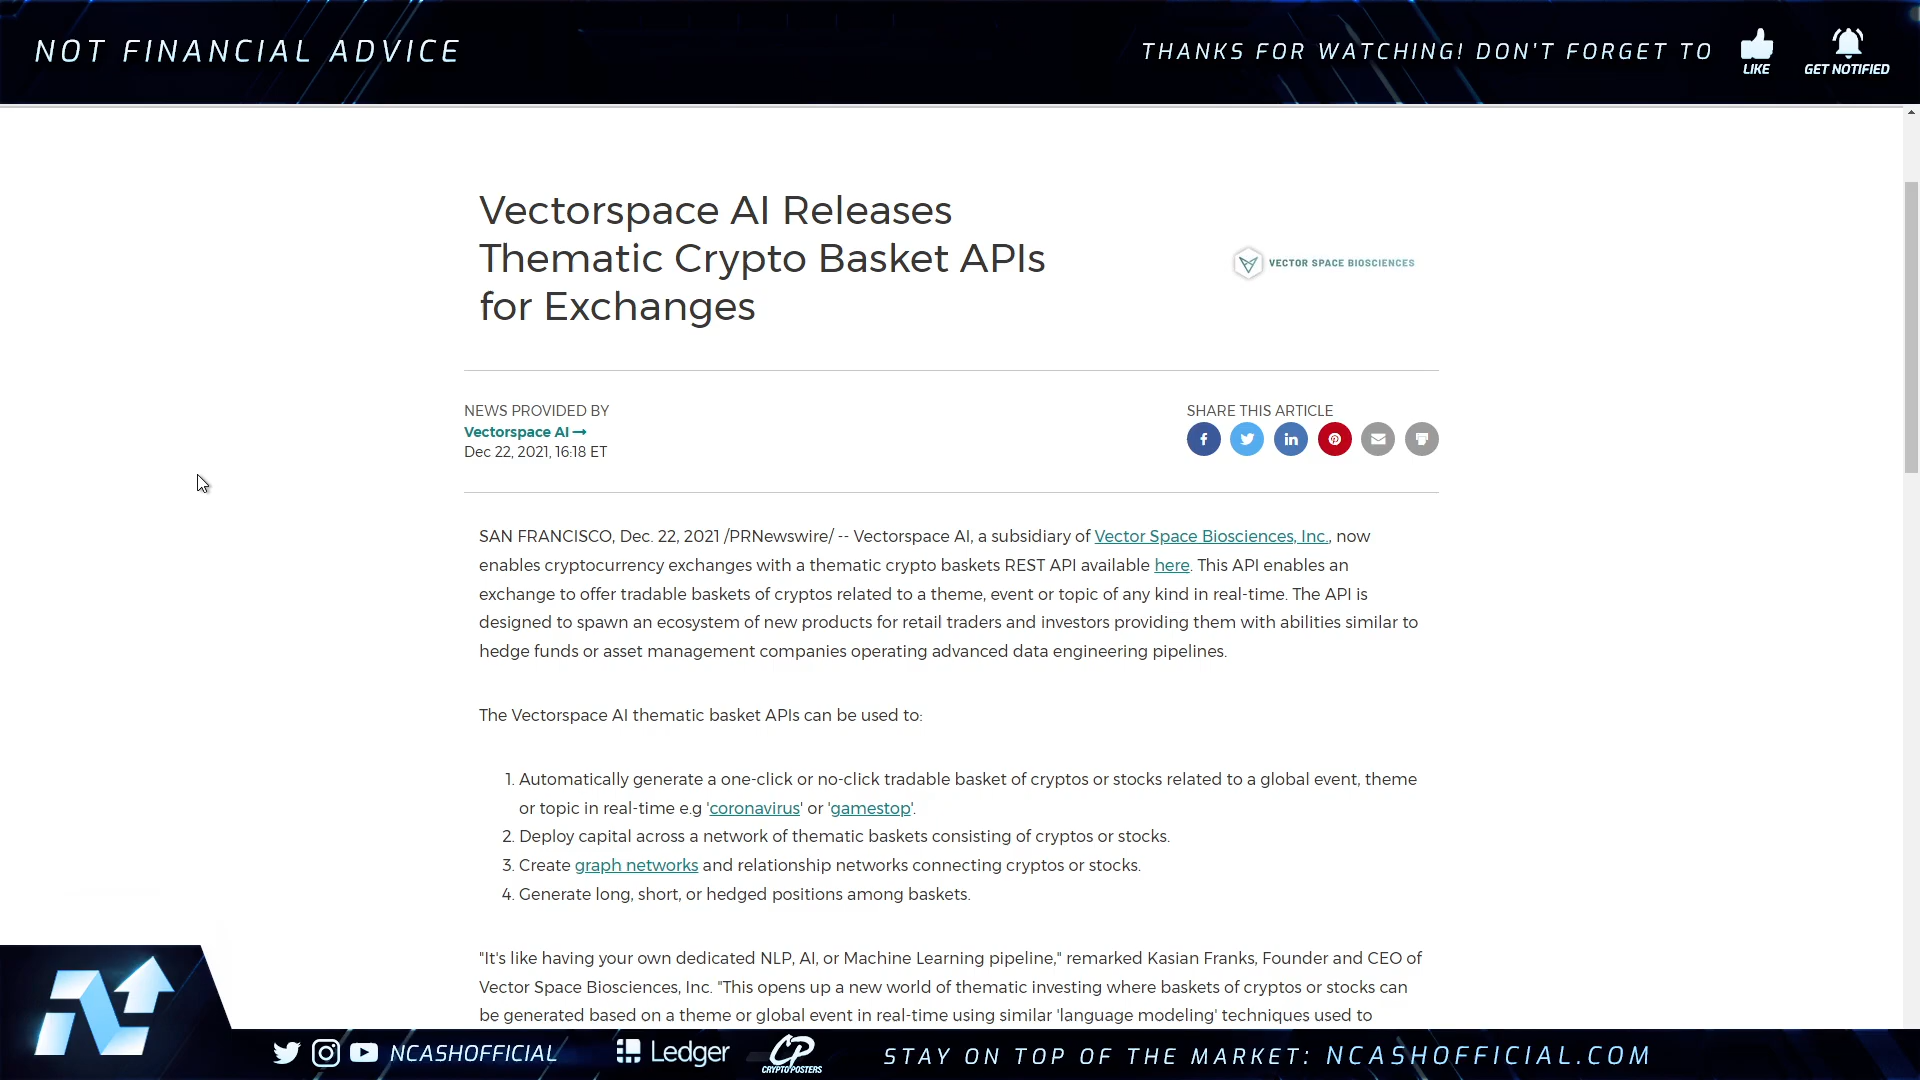 NOT FINANCIAL ADVICE
THANKS FOR WATCHING! DON'T FORGET TO
LIKE
GET NOTIFIED
Vectorspace AI Releases
Thematic Crypto Basket APIs
for Exchanges
VECTOR SPACE BIOSCIENCES
NEWS PROVIDED BY
Vectorspace AI →
Dec 22, 2021, 16:18 ET
SHARE THIS ARTICLE
SAN FRANCISCO, Dec. 22, 2021 /PRNewswire/ -- Vectorspace AI, a subsidiary of Vector Space Biosciences, Inc., now
enables cryptocurrency exchanges with a thematic crypto baskets REST API available here. This API enables an
exchange to offer tradable baskets of cryptos related to a theme, event or topic of any kind in real-time. The API is
designed to spawn an ecosystem of new products for retail traders and investors providing them with abilities similar to
hedge funds or asset management companies operating advanced data engineering pipelines.
The Vectorspace AI thematic basket APIs can be used to:
1. Automatically generate a one-click or no-click tradable basket of cryptos or stocks related to a global event, theme
or topic in real-time e.g 'coronavirus' or 'gamestop'.
2. Deploy capital across a network of thematic baskets consisting of cryptos or stocks.
3. Create graph networks and relationship networks connecting cryptos or stocks.
4. Generate long, short, or hedged positions among baskets.
"It's like having your own dedicated NLP, AI, or Machine Learning pipeline," remarked Kasian Franks, Founder and CEO of
Vector Space Biosciences, Inc. "This opens up a new world of thematic investing where baskets of cryptos or stocks can
be generated based on a theme or global event in real-time using similar 'language modeling' techniques used to
NCASHOFFICIAL
Ledger
CP
CRYPTOPOSTERS
STAY ON TOP OF THE MARKET: NCASHOFFICIAL.COM